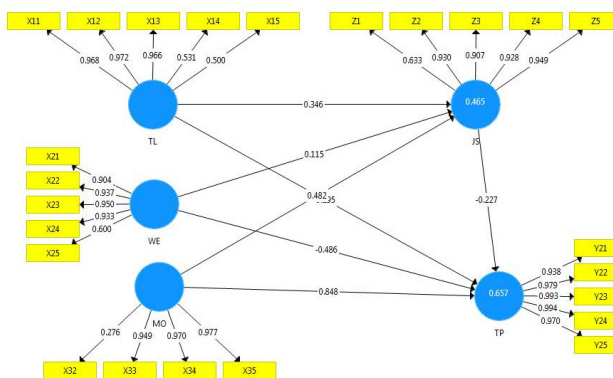 X11 X12 X13 X14 X15
Z1 Z2 Z3 Z4 Z5
0.968 0.972 0.966 0.531 0.500
0.633 0.930 0.907 0.928 0.949
TL
0.346
0.465
JS
X21
X22
X23
X24
X25
0.904
0.937
0.950
0.933
0.600
WE
0.115
0.482
-0.227
-0.486
MO
0.848
0.657
TP
Y21
Y22
Y23
Y24
Y25
0.938
0.979
0.993
0.994
0.970
0.276 0.949 0.970 0.977
X32 X33 X34 X35